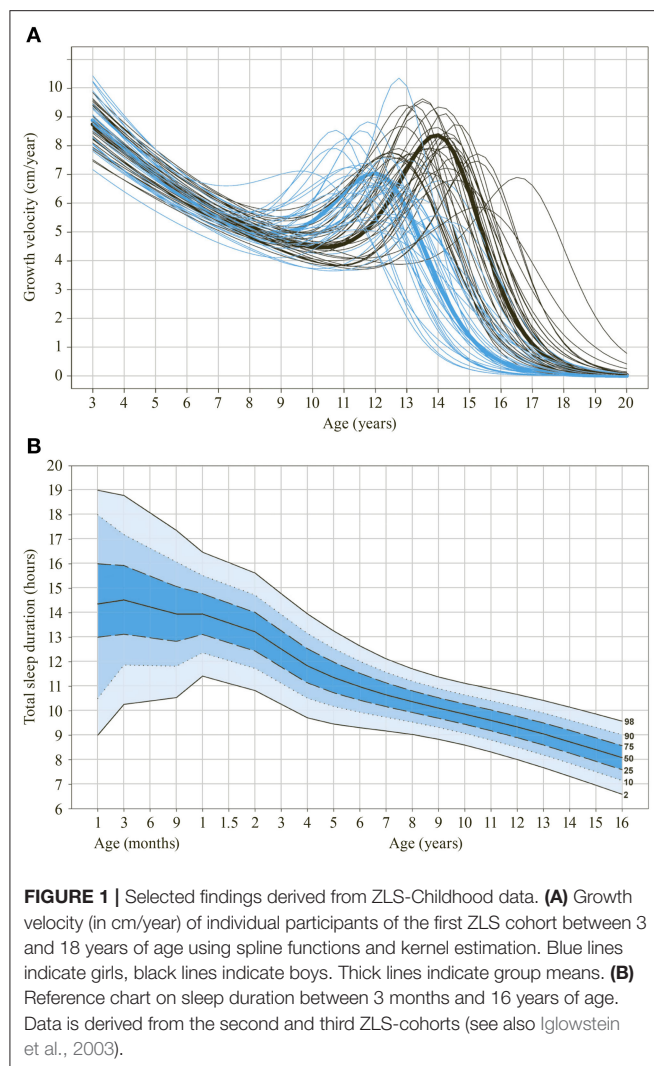 A
10
9
8
7
6
5
4
3
2
1
0
Growth velocity (cm/year)
3 4 5 6 7 8 9 10 11 12 13 14 15 16 17 18 19 20
Age (years)
B
20
19
18
17
16
15
14
13
12
11
10
9
8
7
6
Total sleep duration (hours)
98
90
75
50
25
10
2
1 3 6 9 1 1.5 2 3 4 5 6 7 8 9 10 11 12 13 14 15 16
Age (months) Age (years)
FIGURE 1 | Selected findings derived from ZLS-Childhood data. (A) Growth
velocity (in cm/year) of individual participants of the first ZLS cohort between 3
and 18 years of age using spline functions and kernel estimation. Blue lines
indicate girls, black lines indicate boys. Thick lines indicate group means. (B)
Reference chart on sleep duration between 3 months and 16 years of age.
Data is derived from the second and third ZLS-cohorts (see also Iglowstein
et al., 2003).